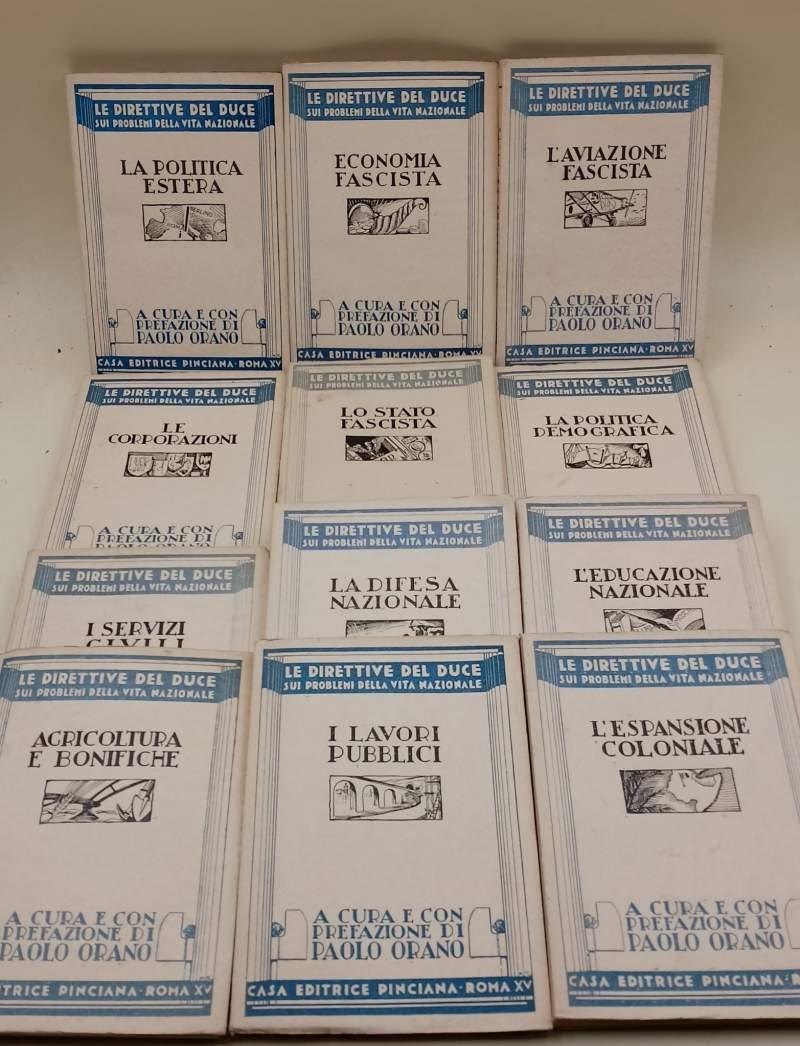 LE DIRETTIVE DEL DUCE
SUI PROBLEMI DELLA VITA NAZIONALE
LA POLITICA
ESTERA
BERLINO
A CURA E CON
PREFAZIONE DI
PAOLO ORANO
CASA EDITRICE PINCIANA · ROMA XV
LE DIRETTIVE DEL DUCE
SUI PROBLEMI DELLA VITA NAZIONALE
ECONOMIA
FASCISTA
A CURA E CON
PREFAZIONE DI
PAOLO ORANO
CASA EDITRICE PINCIANA · ROMA XV
LE DIRETTIVE DEL DUCE
SUI PROBLEMI DELLA VITA NAZIONALE
L'AVIAZIONE
FASCISTA
A CURA E CON
PREFAZIONE DI
PAOLO ORANO
CASA EDITRICE PINCIANA · ROMA XV
LE DIRETTIVE DEL DUCE
SUI PROBLEMI DELLA VITA NAZIONALE
LE
CORPORAZIONI
A CURA E CON
PREFAZIONE DI
PAOLO ORANO
LE DIRETTIVE DEL DUCE
SUI PROBLEMI DELLA VITA NAZIONALE
LO STATO
FASCISTA
LE DIRETTIVE DEL DUCE
SUI PROBLEMI DELLA VITA NAZIONALE
LA POLITICA
DEMOGRAFICA
LE DIRETTIVE DEL DUCE
SUI PROBLEMI DELLA VITA NAZIONALE
I SERVIZI
CIVILI
LE DIRETTIVE DEL DUCE
SUI PROBLEMI DELLA VITA NAZIONALE
LA DIFESA
NAZIONALE
LE DIRETTIVE DEL DUCE
SUI PROBLEMI DELLA VITA NAZIONALE
L'EDUCAZIONE
NAZIONALE
LE DIRETTIVE DEL DUCE
SUI PROBLEMI DELLA VITA NAZIONALE
AGRICOLTURA
E BONIFICHE
A CURA E CON
PREFAZIONE DI
PAOLO ORANO
EDITRICE PINCIANA · ROMA XV
LE DIRETTIVE DEL DUCE
SUI PROBLEMI DELLA VITA NAZIONALE
I LAVORI
PUBBLICI
A CURA E CON
PREFAZIONE DI
PAOLO ORANO
CASA EDITRICE PINCIANA · ROMA XV
LE DIRETTIVE DEL DUCE
SUI PROBLEMI DELLA VITA NAZIONALE
L'ESPANSIONE
COLONIALE
A CURA E CON
PREFAZIONE DI
PAOLO ORANO
CASA EDITRICE PINCIANA ·